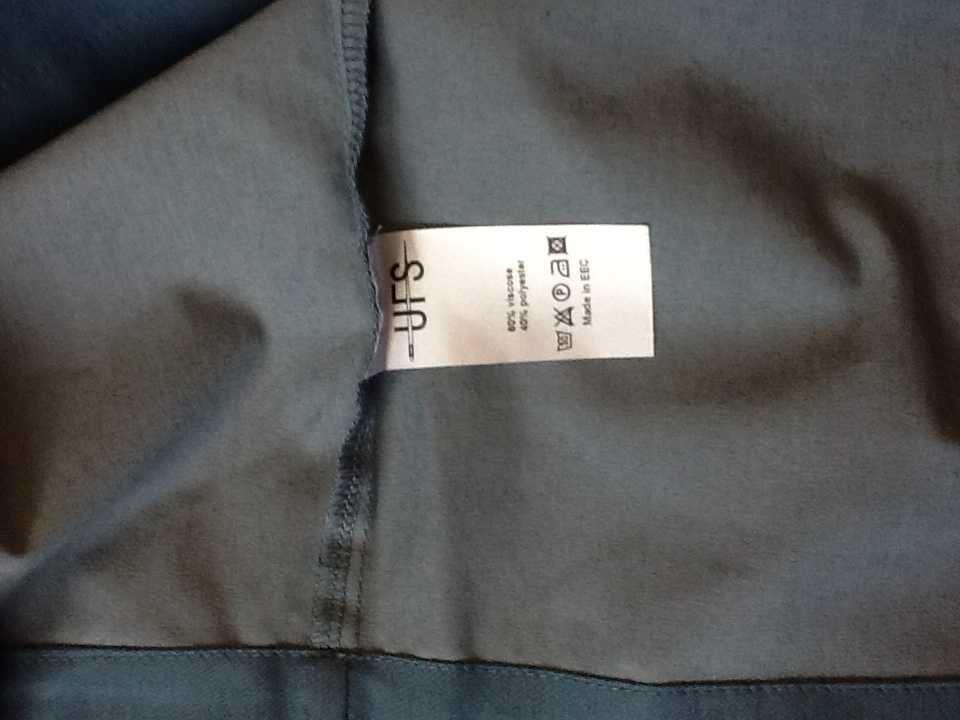 UFS
60% viscose
40% polyester
P
Made in EEC